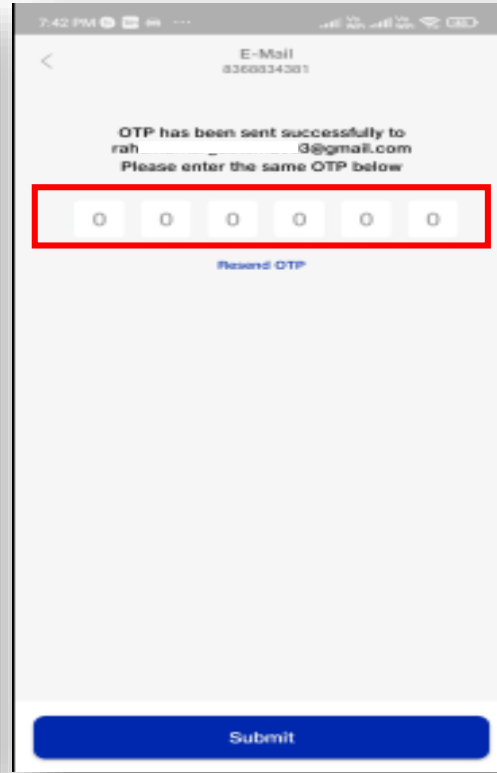 7:42 PM
E-Mail
8368834381
OTP has been sent successfully to
rah 3@gmail.com
Please enter the same OTP below
0 0 0 0 0 0
Resend OTP
Submit